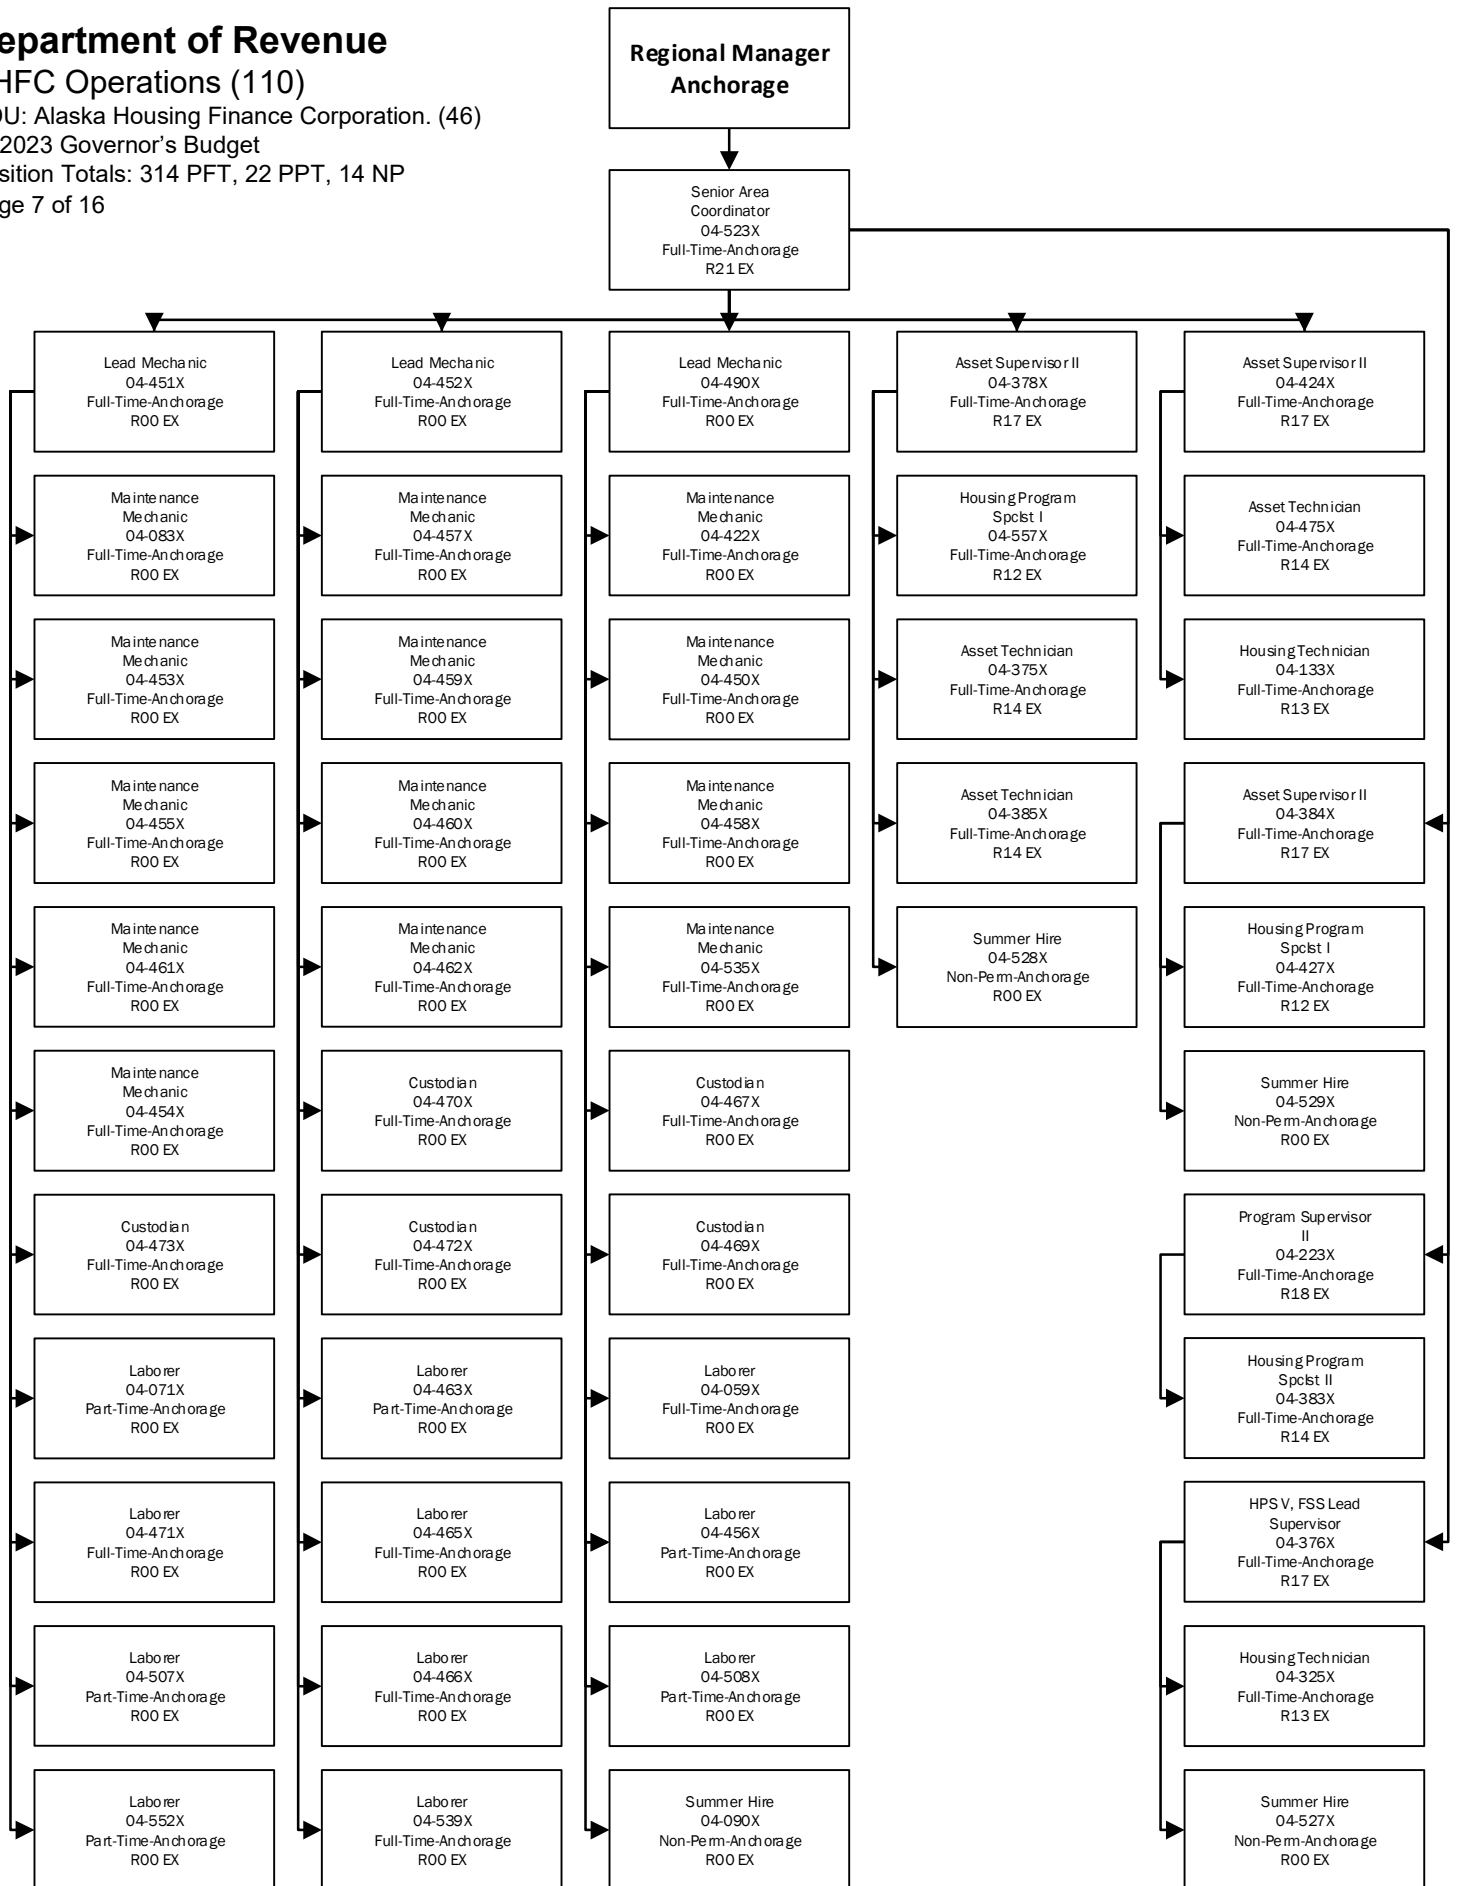 epartment of Revenue
HFC Operations (110)
DU: Alaska Housing Finance Corporation. (46)
2023 Governor's Budget
sition Totals: 314 PFT, 22 PPT, 14 NP
ge 7 of 16
Regional Manager
Anchorage
Senior Area
Coordinator
04-523X
Full-Time-Anchorage
R21 EX
Lead Mechanic
04-451X
Full-Time-Anchorage
R00 EX
Maintenance
Mechanic
04-083X
Full-Time-Anchorage
R00 EX
Maintenance
Mechanic
04-453X
Full-Time-Anchorage
R00 EX
Maintenance
Mechanic
04-455X
Full-Time-Anchorage
R00 EX
Maintenance
Mechanic
04-461X
Full-Time-Anchorage
R00 EX
Maintenance
Mechanic
04-454X
Full-Time-Anchorage
R00 EX
Custodian
04-473X
Full-Time-Anchorage
R00 EX
Laborer
04-071X
Part-Time-Anchorage
R00 EX
Laborer
04-471X
Full-Time-Anchorage
R00 EX
Laborer
04-507X
Part-Time-Anchorage
R00 EX
Laborer
04-552X
Part-Time-Anchorage
R00 EX
Lead Mechanic
04-452X
Full-Time-Anchorage
R00 EX
Maintenance
Mechanic
04-457X
Full-Time-Anchorage
R00 EX
Maintenance
Mechanic
04-459X
Full-Time-Anchorage
R00 EX
Maintenance
Mechanic
04-460X
Full-Time-Anchorage
R00 EX
Maintenance
Mechanic
04-462X
Full-Time-Anchorage
R00 EX
Custodian
04-470X
Full-Time-Anchorage
R00 EX
Custodian
04-472X
Full-Time-Anchorage
R00 EX
Laborer
04-463X
Part-Time-Anchorage
R00 EX
Laborer
04-465X
Full-Time-Anchorage
R00 EX
Laborer
04-466X
Full-Time-Anchorage
R00 EX
Laborer
04-539X
Full-Time-Anchorage
R00 EX
Lead Mechanic
04-490X
Full-Time-Anchorage
R00 EX
Maintenance
Mechanic
04-422X
Full-Time-Anchorage
R00 EX
Maintenance
Mechanic
04-450X
Full-Time-Anchorage
R00 EX
Maintenance
Mechanic
04-458X
Full-Time-Anchorage
R00 EX
Maintenance
Mechanic
04-535X
Full-Time-Anchorage
R00 EX
Custodian
04-467X
Full-Time-Anchorage
R00 EX
Custodian
04-469X
Full-Time-Anchorage
R00 EX
Laborer
04-059X
Full-Time-Anchorage
R00 EX
Laborer
04-456X
Part-Time-Anchorage
R00 EX
Laborer
04-508X
Part-Time-Anchorage
R00 EX
Summer Hire
04-090X
Non-Perm-Anchorage
R00 EX
Asset Supervisor II
04-378X
Full-Time-Anchorage
R17 EX
Housing Program
Spclst I
04-557X
Full-Time-Anchorage
R12 EX
Asset Technician
04-375X
Full-Time-Anchorage
R14 EX
Asset Technician
04-385X
Full-Time-Anchorage
R14 EX
Summer Hire
04-528X
Non-Perm-Anchorage
R00 EX
Asset Supervisor II
04-424X
Full-Time-Anchorage
R17 EX
Asset Technician
04-475X
Full-Time-Anchorage
R14 EX
Housing Technician
04-133X
Full-Time-Anchorage
R13 EX
Asset Supervisor II
04-384X
Full-Time-Anchorage
R17 EX
Housing Program
Spclst I
04-427X
Full-Time-Anchorage
R12 EX
Summer Hire
04-529X
Non-Perm-Anchorage
R00 EX
Program Supervisor
II
04-223X
Full-Time-Anchorage
R18 EX
Housing Program
Spclst II
04-383X
Full-Time-Anchorage
R14 EX
HPS V, FSS Lead
Supervisor
04-376X
Full-Time-Anchorage
R17 EX
Housing Technician
04-325X
Full-Time-Anchorage
R13 EX
Summer Hire
04-527X
Non-Perm-Anchorage
R00 EX